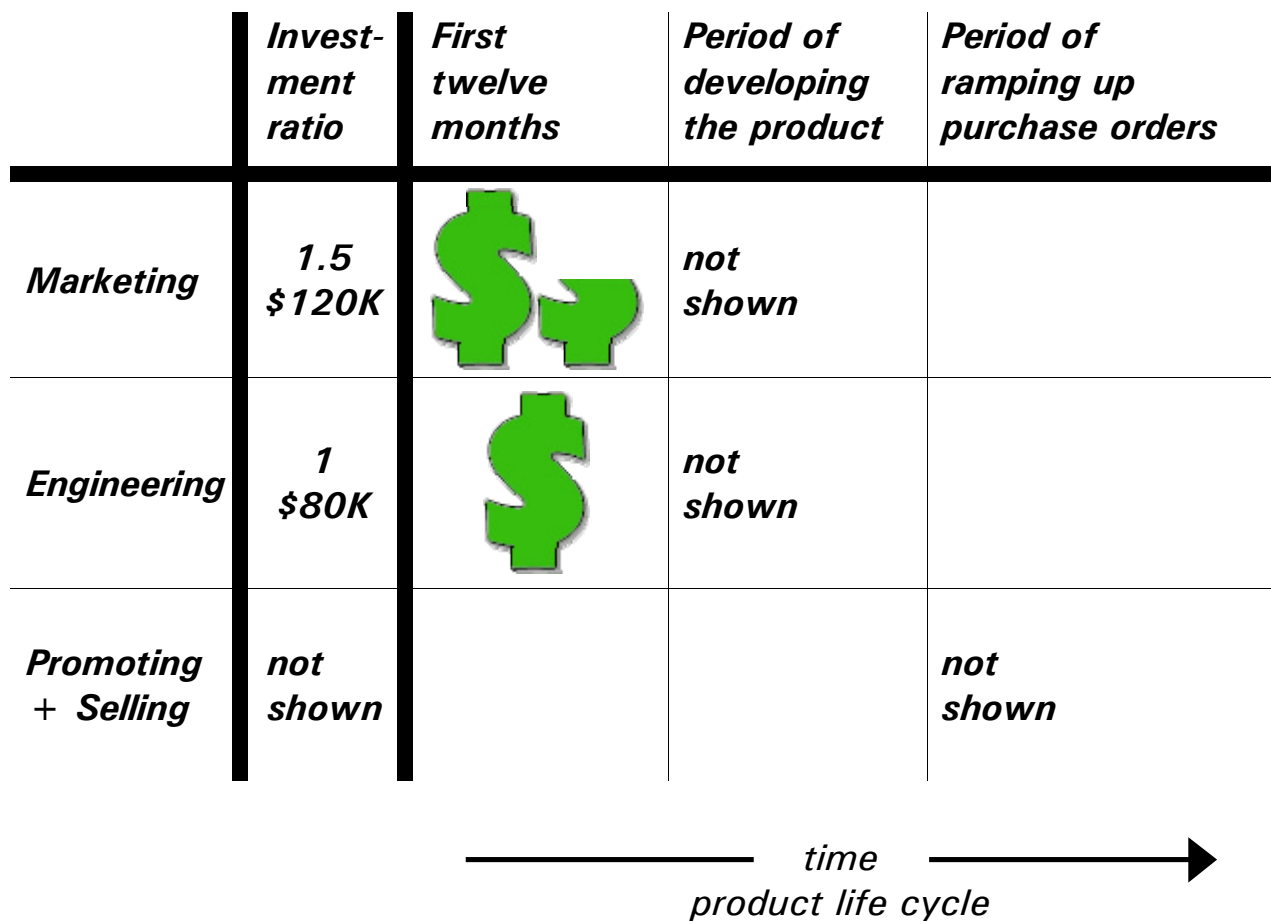 Invest-
ment
ratio
First
twelve
months
Period of
developing
the product
Period of
ramping up
purchase orders
Marketing
1.5
$120K
not
shown
Engineering
1
$80K
not
shown
Promoting
+ Selling
not
shown
not
shown
time
product life cycle